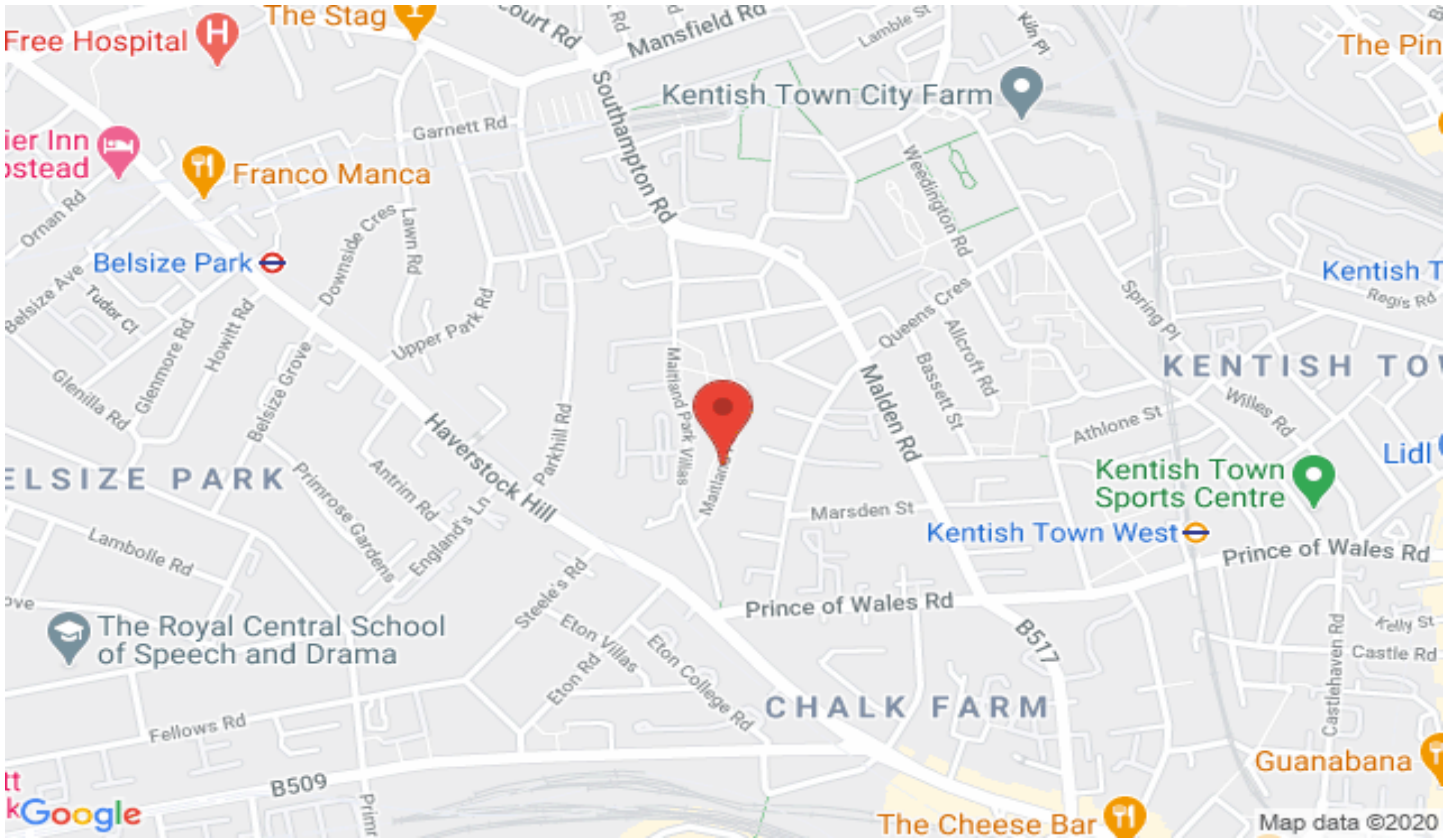 The Stag
Court Rd
Mansfield Rd
Lamble St
Kiln Pl
Free Hospital
The Pin
Southampton Rd
Kentish Town City Farm
Garnett Rd
ier Inn
pstead
Franco Manca
Weedington Rd
Ornan Rd
Lawn Rd
Downside Cres
Belsize Park
Belsize Ave
Tudor Cl
Kentish T
Regis Rd
Spring Pl
Queens Cres
Upper Park Rd
Howitt Rd
Glenmore Rd
Allcroft Rd
Bassett St
KENTISH TOW
Glenilla Rd
Belsize Grove
Maitland Park Villas
Malden Rd
Willes Rd
Haverstock Hill
Parkhill Rd
Athlone St
Lidl
ELSIZE PARK
Antrim Rd
Primrose Gardens
England's Ln
Kentish Town
Sports Centre
Marsden St
Kentish Town West
Lambolle Rd
Prince of Wales Rd
Steele's Rd
Prince of Wales Rd
ove
The Royal Central School
of Speech and Drama
Eton Villas
Eton College Rd
Eton Rd
B517
Kelly St
Castle Rd
Castlehaven Rd
CHALK FARM
Fellows Rd
Guanabana
B509
tt
k
Google
Primr
The Cheese Bar
Map data ©2020